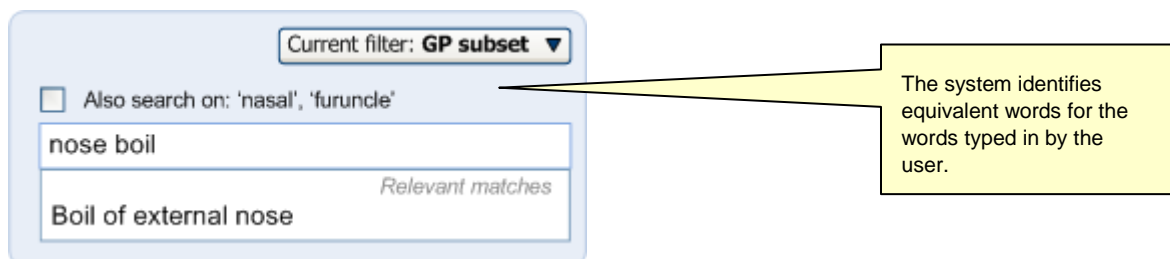 Current filter: GP subset
Also search on: ‘nasal’, ‘furuncle’
nose boil
Relevant matches
Boil of external nose
The system identifies
equivalent words for the
words typed in by the
user.